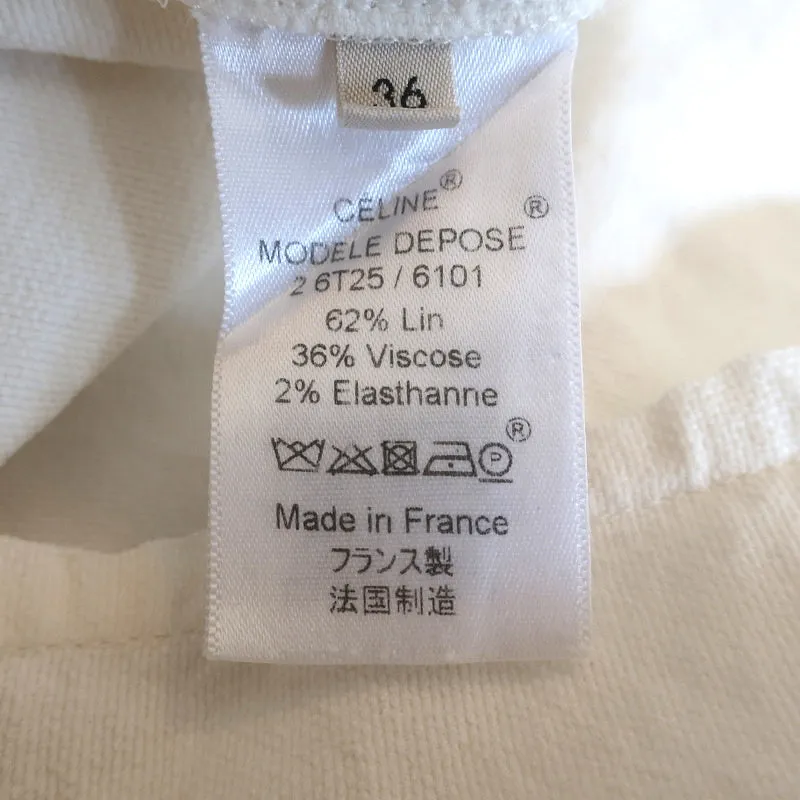 36
CÉLINE®
MODELE DEPOSE®
2 6T25 / 6101
62% Lin
36% Viscose
2% Elasthanne
P ®
Made in France
フランス製
法国制造